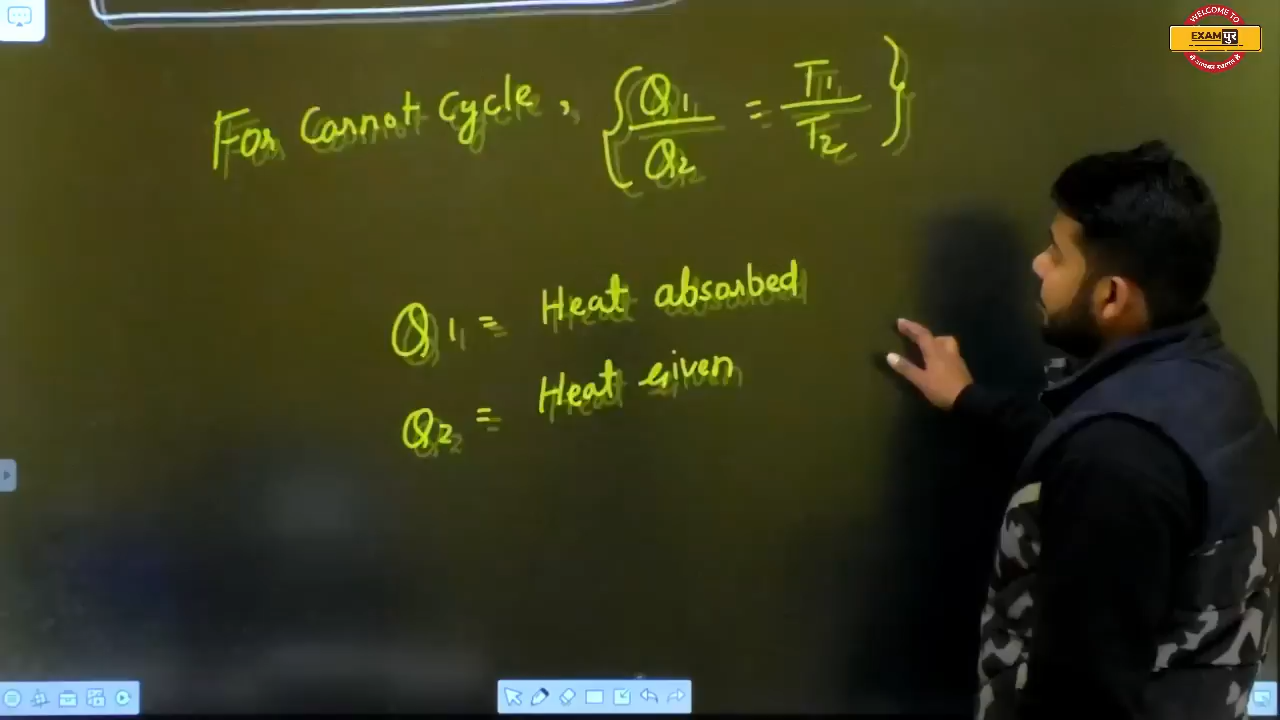 WELCOME TO
EXAMपुर
For Carnot Cycle, {Q1/Q2 = T1/T2}
Q1 = Heat absorbed
Q2 = Heat given